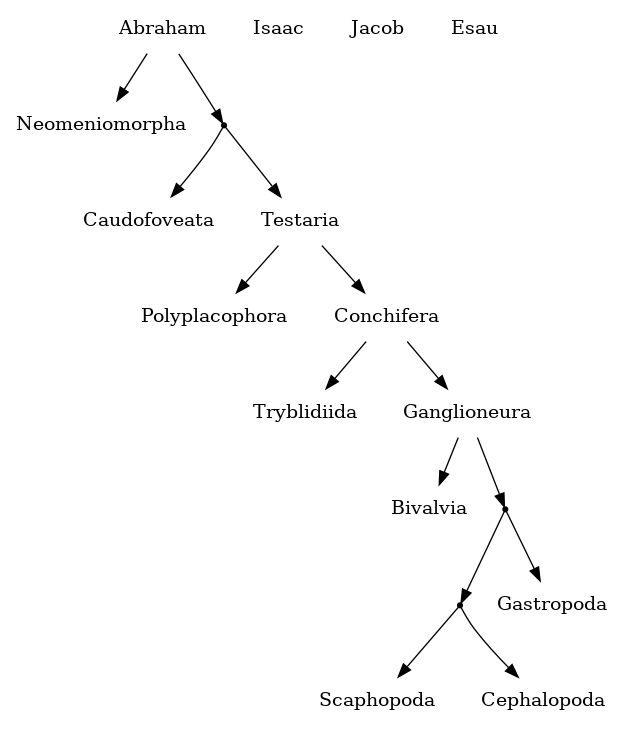 Abraham Isaac Jacob Esau
Neomeniomorpha
Caudofoveata Testaria
Polyplacophora Conchifera
Tryblidiida Ganglioneura
Bivalvia
Gastropoda
Scaphopoda Cephalopoda